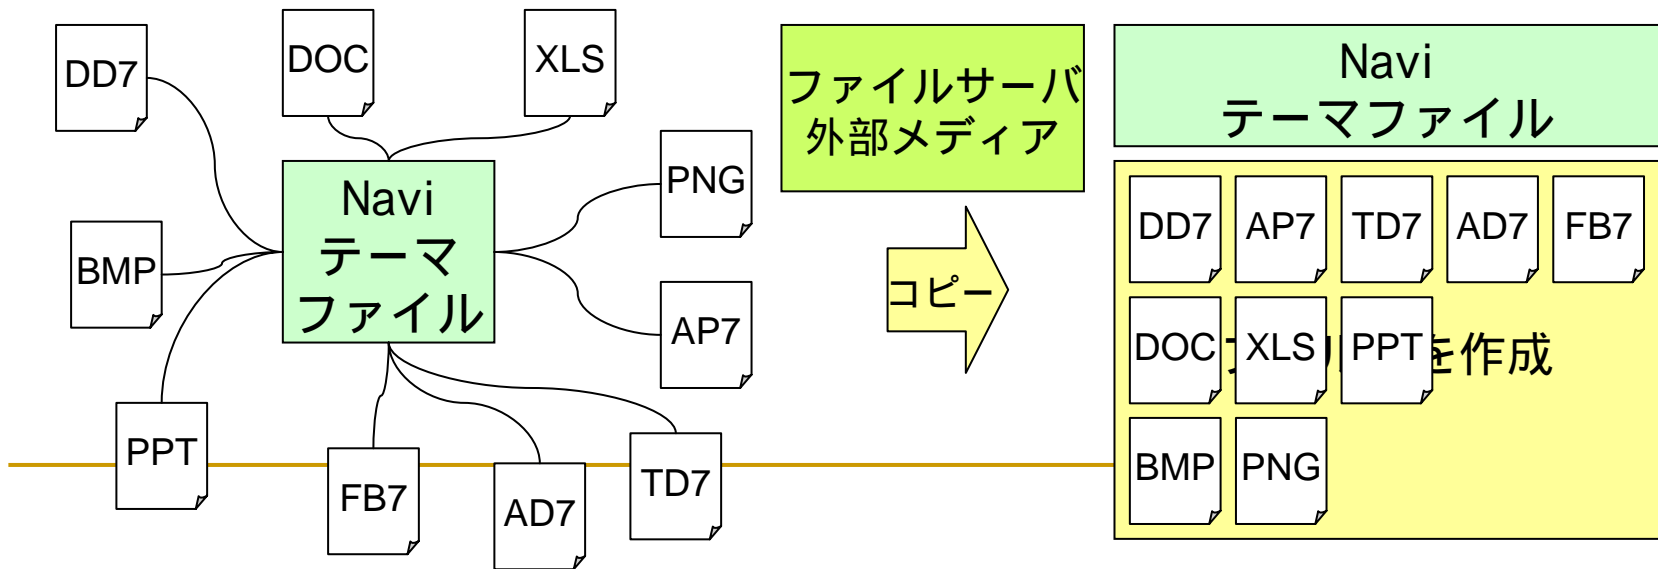 DD7
DOC
XLS
BMP
Navi
テーマ
ファイル
PNG
AP7
PPT
FB7
AD7
TD7
ファイルサーバ
外部メディア
コピー
Navi
テーマファイル
DD7 AP7 TD7 AD7 FB7
DOC XLS PPT
を作成
BMP PNG